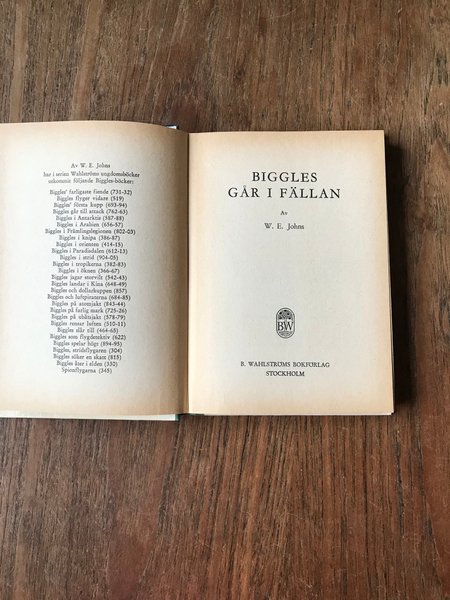 Av W. E. Johns
har i serien Wahlströms ungdomsböcker
utkommit följande Biggles-böcker:
Biggles' farligaste fiende (731-32)
Biggles flyger vidare (519)
Biggles' första kupp (693-94)
Biggles går till attack (762-63)
Biggles i Antarktis (587-88)
Biggles i Arabien (656-57)
Biggles i Främlingslegionen (802-03)
Biggles i knipa (386-87)
Biggles i orienten (414-15)
Biggles i Paradisdalen (612-13)
Biggles i strid (904-05)
Biggles i tropikerna (382-83)
Biggles i öknen (366-67)
Biggles jagar storvilt (542-43)
Biggles landar i Kina (648-49)
Biggles och dollarkuppen (857)
Biggles och luftpiraterna (684-85)
Biggles på atomjakt (843-44)
Biggles på farlig mark (725-26)
Biggles på ubåtsjakt (578-79)
Biggles rensar luften (510-11)
Biggles slår till (464-65)
Biggles som flygdetektiv (622)
Biggles spelar högt (894-95)
Biggles, stridsflygaren (304)
Biggles söker en skatt (815)
Biggles åter i elden (330)
Spionflygarna (345)
BIGGLES
GÅR I FÄLLAN
Av
W. E. Johns
BW
B. WAHLSTRÖMS BOKFÖRLAG
STOCKHOLM